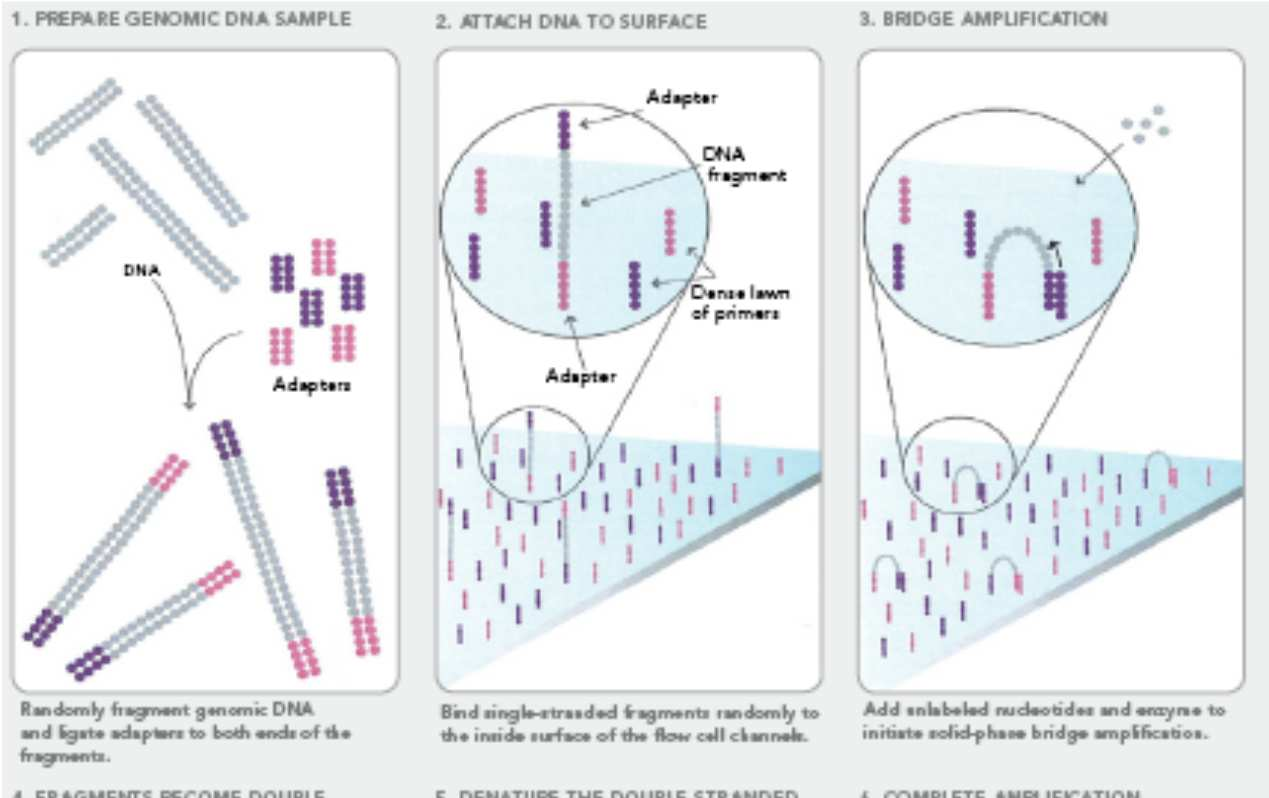 1. PREPARE GENOMIC DNA SAMPLE
DNA
Adapters
Randomly fragment genomic DNA
and ligate adapters to both ends of the
fragments.
2. ATTACH DNA TO SURFACE
Adapter
DNA
fragment
Dense lawn
of primers
Adapter
Bind single-stranded fragments randomly to
the inside surface of the flow cell channels.
3. BRIDGE AMPLIFICATION
Add unlabeled nucleotides and enzyme to
initiate solid-phase bridge amplification.
4. FRAGMENTS BECOME DOUBLE
5. DENATURE THE DOUBLE-STRANDED
6. COMPLETE AMPLIFICATION